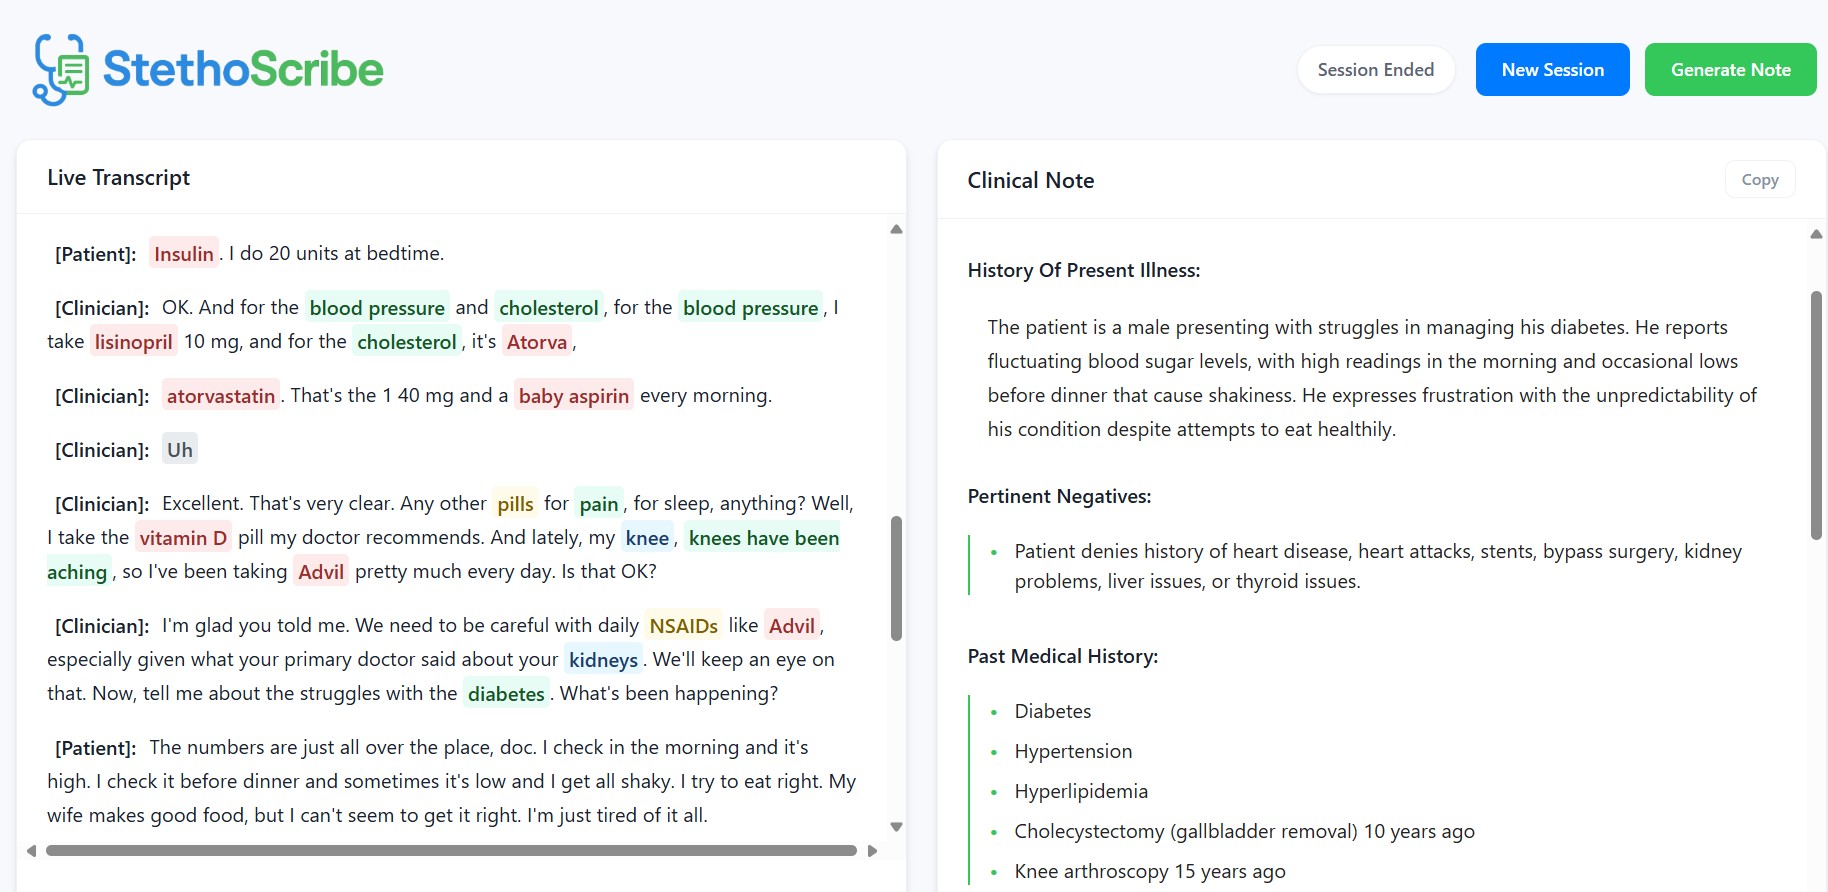 StethoScribe
Session Ended
New Session
Generate Note
Live Transcript
[Patient]: Insulin. I do 20 units at bedtime.
[Clinician]: OK. And for the blood pressure and cholesterol, for the blood pressure, I
take lisinopril 10 mg, and for the cholesterol, it's Atorva,
[Clinician]: atorvastatin. That's the 1 40 mg and a baby aspirin every morning.
[Clinician]: Uh
[Clinician]: Excellent. That's very clear. Any other pills for pain, for sleep, anything? Well,
I take the vitamin D pill my doctor recommends. And lately, my knee, knees have been
aching, so I've been taking Advil pretty much every day. Is that OK?
[Clinician]: I'm glad you told me. We need to be careful with daily NSAIDs like Advil,
especially given what your primary doctor said about your kidneys. We'll keep an eye on
that. Now, tell me about the struggles with the diabetes. What's been happening?
[Patient]: The numbers are just all over the place, doc. I check in the morning and it's
high. I check it before dinner and sometimes it's low and I get all shaky. I try to eat right. My
wife makes good food, but I can't seem to get it right. I'm just tired of it all.
Clinical Note
Copy
History Of Present Illness:
The patient is a male presenting with struggles in managing his diabetes. He reports
fluctuating blood sugar levels, with high readings in the morning and occasional lows
before dinner that cause shakiness. He expresses frustration with the unpredictability of
his condition despite attempts to eat healthily.
Pertinent Negatives:
• Patient denies history of heart disease, heart attacks, stents, bypass surgery, kidney
problems, liver issues, or thyroid issues.
Past Medical History:
• Diabetes
• Hypertension
• Hyperlipidemia
• Cholecystectomy (gallbladder removal) 10 years ago
• Knee arthroscopy 15 years ago